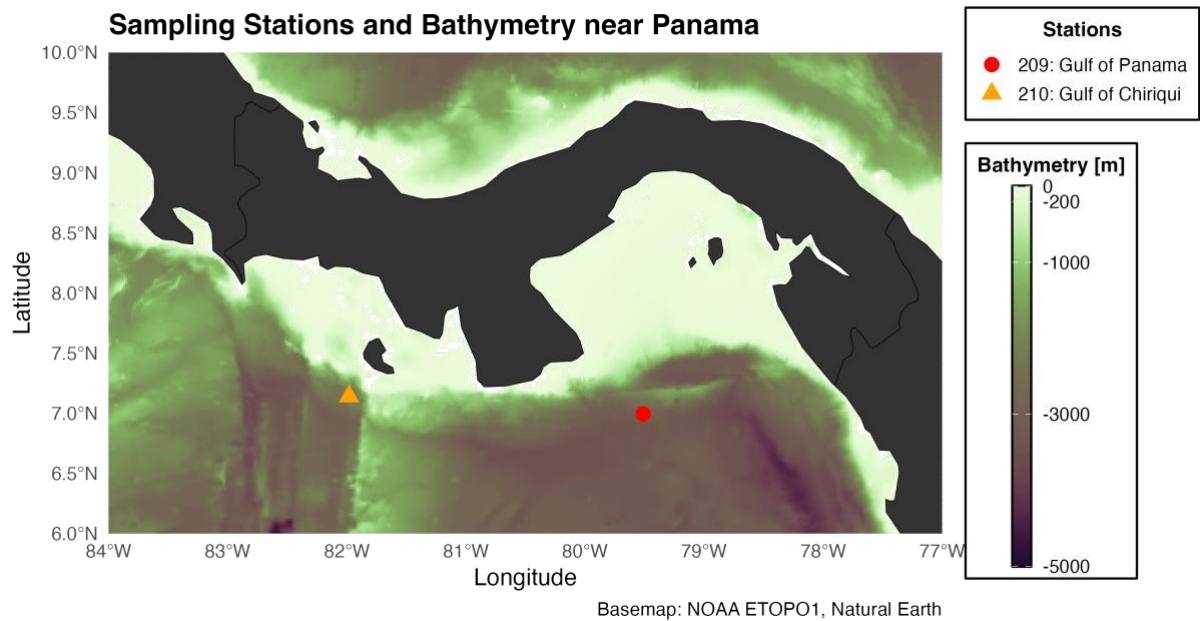 Sampling Stations and Bathymetry near Panama
Stations
209: Gulf of Panama
210: Gulf of Chiriqui
Bathymetry [m]
0
-200
-1000
-3000
-5000
Latitude
10.0°N
9.5°N
9.0°N
8.5°N
8.0°N
7.5°N
7.0°N
6.5°N
6.0°N
84°W 83°W 82°W 81°W 80°W 79°W 78°W 77°W
Longitude
Basemap: NOAA ETOPO1, Natural Earth